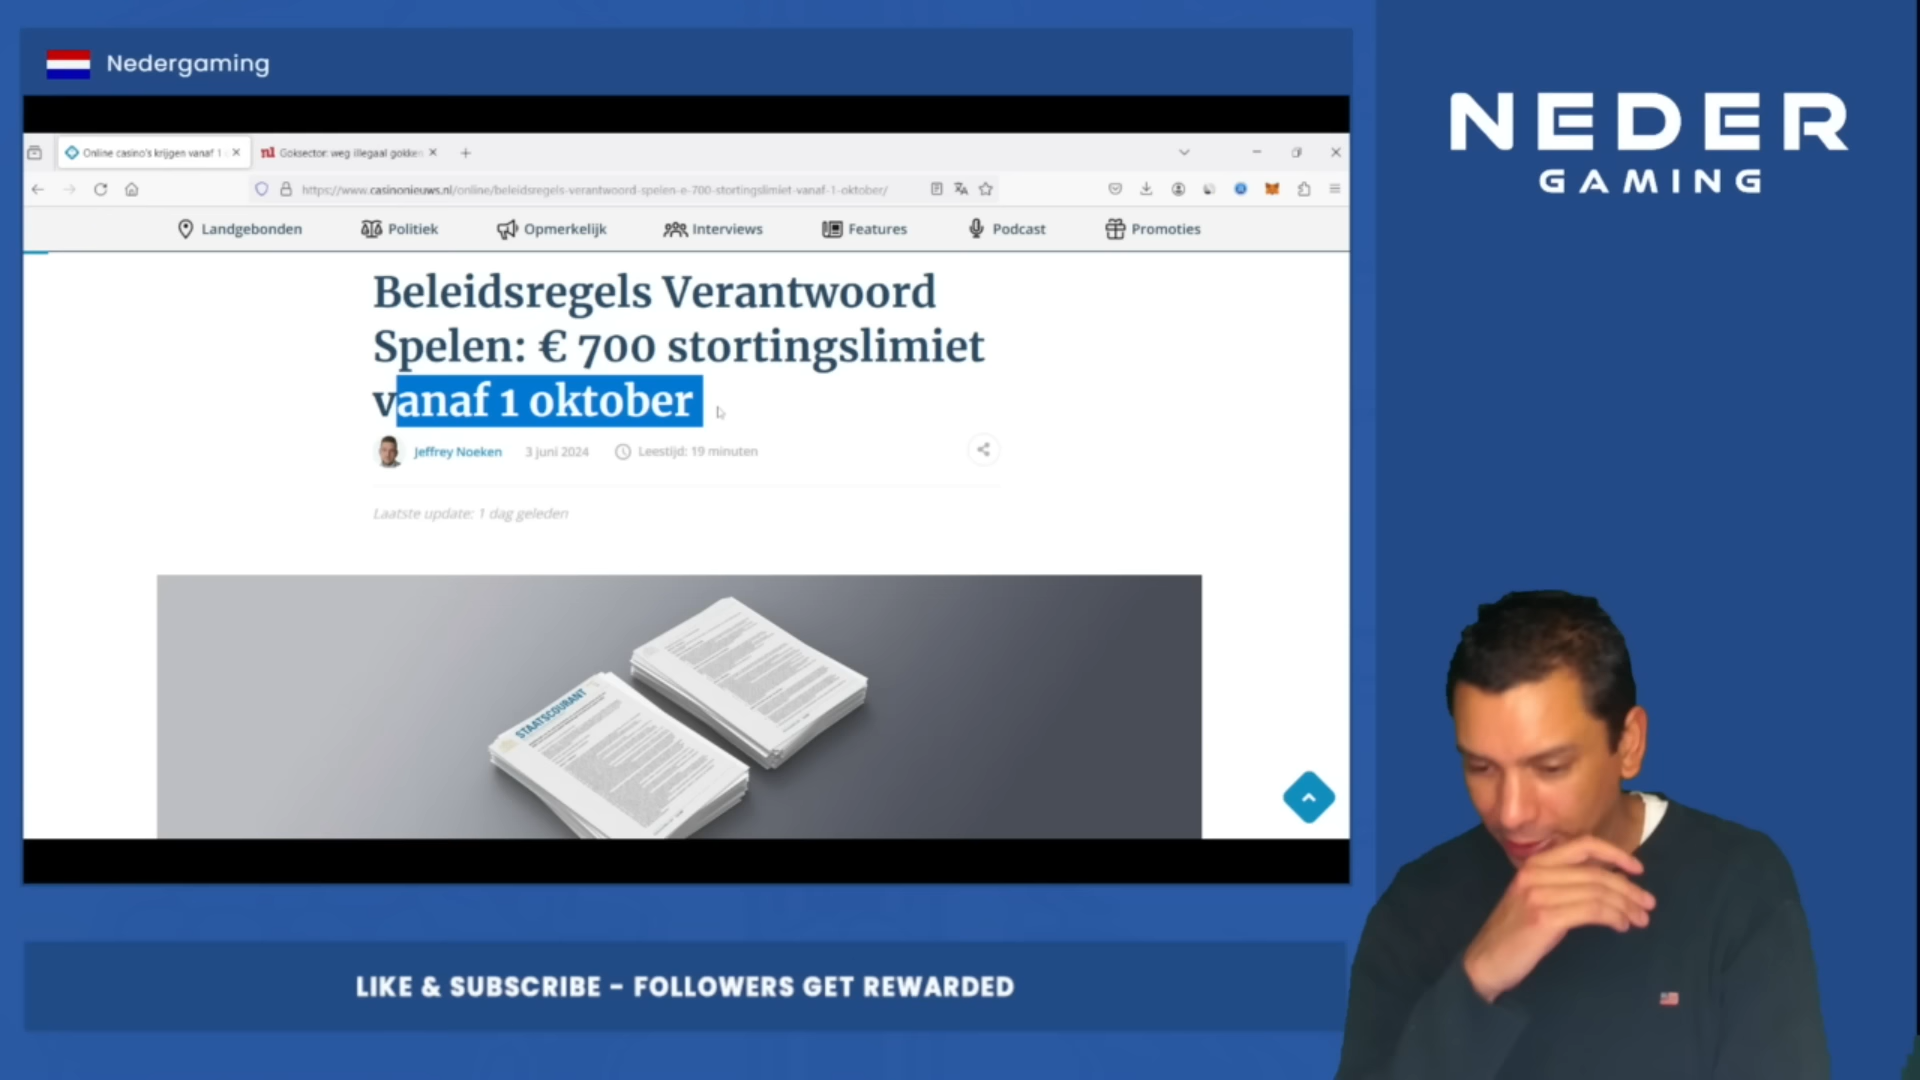 Nedergaming
NEDER
GAMING
Online casino's krijgen vanaf 1
Goksector: weg illegaal gokken
https://www.casinonieuws.nl/online/beleidsregels-verantwoord-spelen-e-700-stortingslimiet-vanaf-1-oktober/
Landgebonden
Politiek
Opmerkelijk
Interviews
Features
Podcast
Promoties
Beleidsregels Verantwoord
Spelen: € 700 stortingslimiet
vanaf 1 oktober
Jeffrey Noeken
3 juni 2024
Leestijd: 19 minuten
Laatste update: 1 dag geleden
STAATSCOURANT
LIKE & SUBSCRIBE - FOLLOWERS GET REWARDED